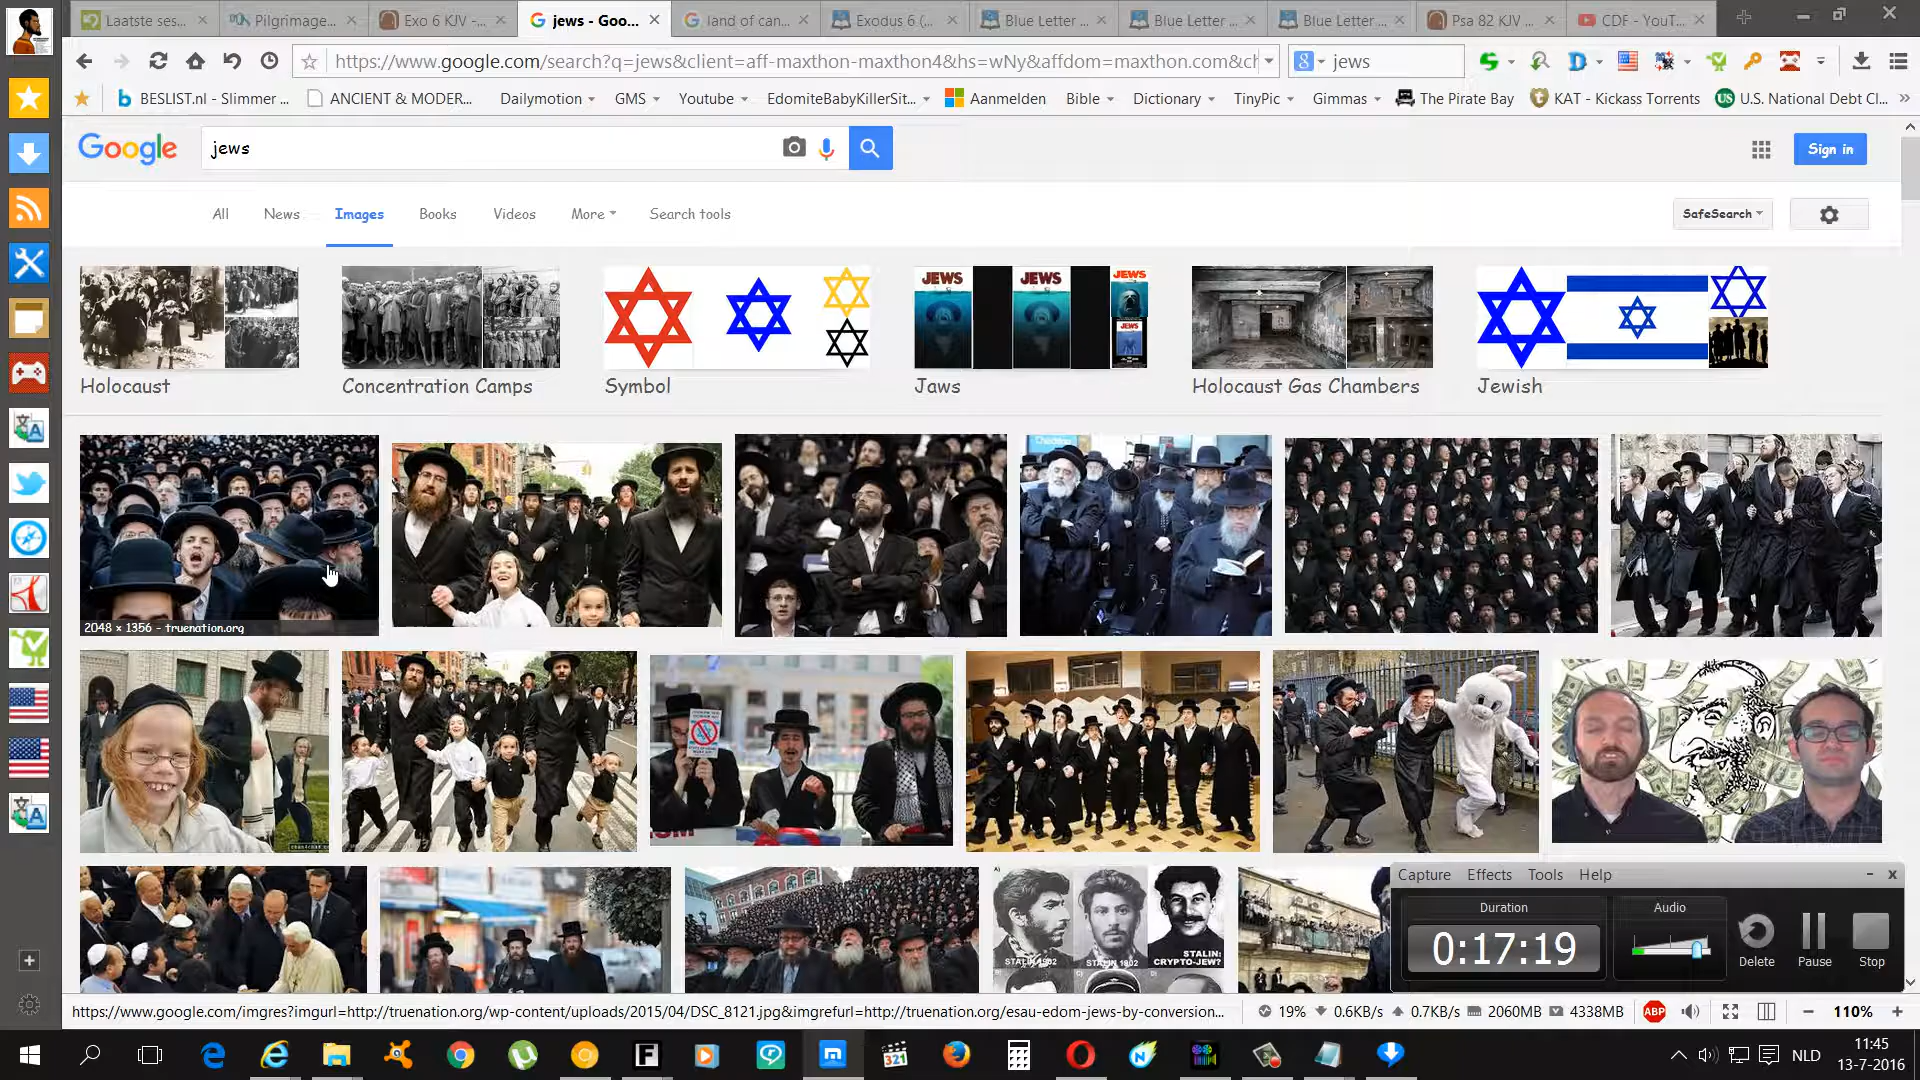 Laatste ses...
Pilgrimage...
Exo 6 KJV -...
jews - Goo...
land of can...
Exodus 6 (...
Blue Letter ...
Blue Letter ...
Blue Letter ...
Psa 82 KJV ...
CDF - YouT...
https://www.google.com/search?q=jews&client=aff-maxthon-maxthon4&hs=wNy&affdom=maxthon.com&cl
jews
BESLIST.nl - Slimmer ...
ANCIENT & MODER...
Dailymotion
GMS
Youtube
EdomiteBabyKillerSit...
Aanmelden
Bible
Dictionary
TinyPic
Gimmas
The Pirate Bay
KAT - Kickass Torrents
U.S. National Debt Cl...
Google
jews
Sign in
All
News
Images
Books
Videos
More
Search tools
SafeSearch
JEWS
JEWS
JEWS
JEWS
Holocaust
Concentration Camps
Symbol
Jaws
Holocaust Gas Chambers
Jewish
2048 × 1356 - truenation.org
STALIN 1902
STALIN 1902
STALIN:
CRYPTO-JEW?
Capture
Effects
Tools
Help
Duration
0:17:19
Audio
Delete
Pause
Stop
https://www.google.com/imgres?imgurl=http://truenation.org/wp-content/uploads/2015/04/DSC_8121.jpg&imgrefurl=http://truenation.org/esau-edom-jews-by-conversion...
19%
0.6KB/s
0.7KB/s
2060MB
4338MB
ABP
110%
321
NLD
11:45
13-7-2016